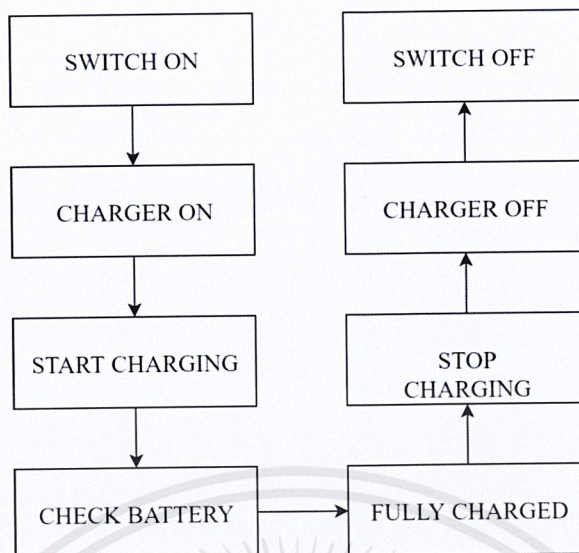 SWITCH ON
CHARGER ON
START CHARGING
CHECK BATTERY
FULLY CHARGED
STOP
CHARGING
CHARGER OFF
SWITCH OFF